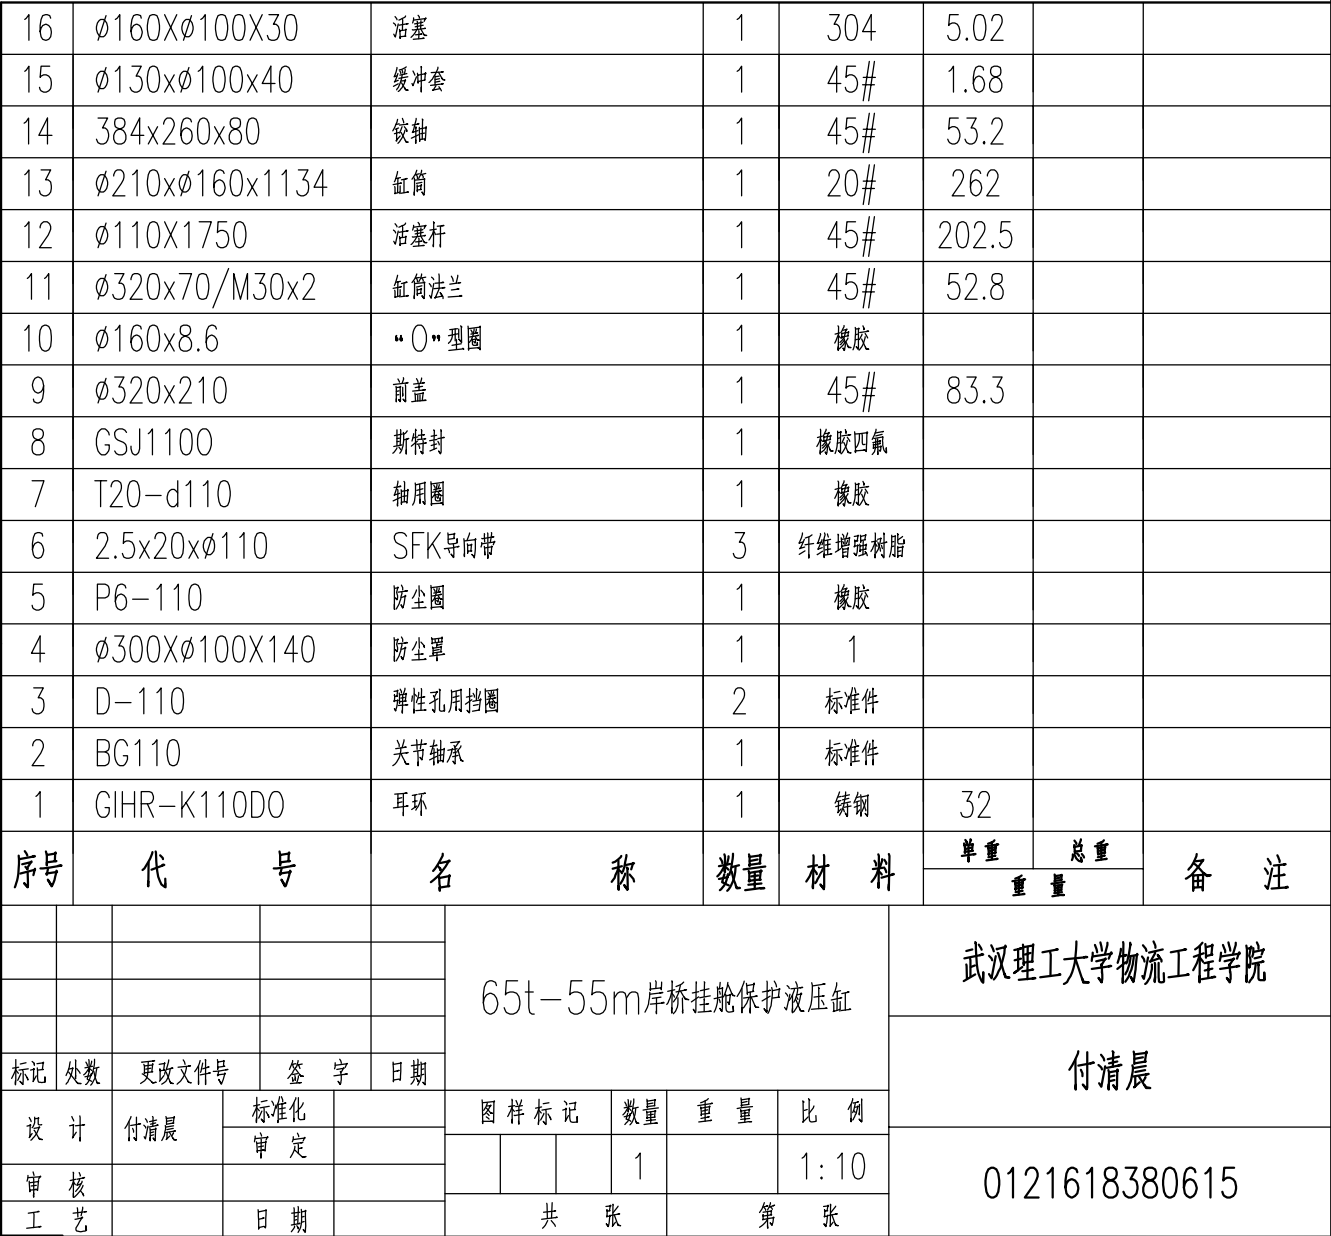 16 ø160Xø100X30 活塞 1 304 5.02
15 ø130xø100x40 缓冲套 1 45# 1.68
14 384x260x80 铰轴 1 45# 53.2
13 ø210xø160x1134 缸筒 1 20# 262
12 ø110X1750 活塞杆 1 45# 202.5
11 ø320x70/M30x2 缸筒法兰 1 45# 52.8
10 ø160x8.6 “O”型圈 1 橡胶
9 ø320x210 前盖 1 45# 83.3
8 GSJ1100 斯特封 1 橡胶四氟
7 T20-d110 轴用圈 1 橡胶
6 2.5x20xø110 SFK导向带 3 纤维增强树脂
5 P6-110 防尘圈 1 橡胶
4 ø300Xø100X140 防尘罩 1 1
3 D-110 弹性孔用挡圈 2 标准件
2 BG110 关节轴承 1 标准件
1 GIHR-K110DO 耳环 1 铸钢 32
序号 代 号 名 称 数量 材 料 单重 总重 备 注
重 量
65t-55m岸桥挂舱保护液压缸
武汉理工大学物流工程学院
标记 处数 更改文件号 签 字 日期
付清晨
设 计 付清晨 标准化
审 定
图样标记 数量 重 量 比 例
1 1:10
审 核
工 艺 日 期
共 张 第 张
0121618380615